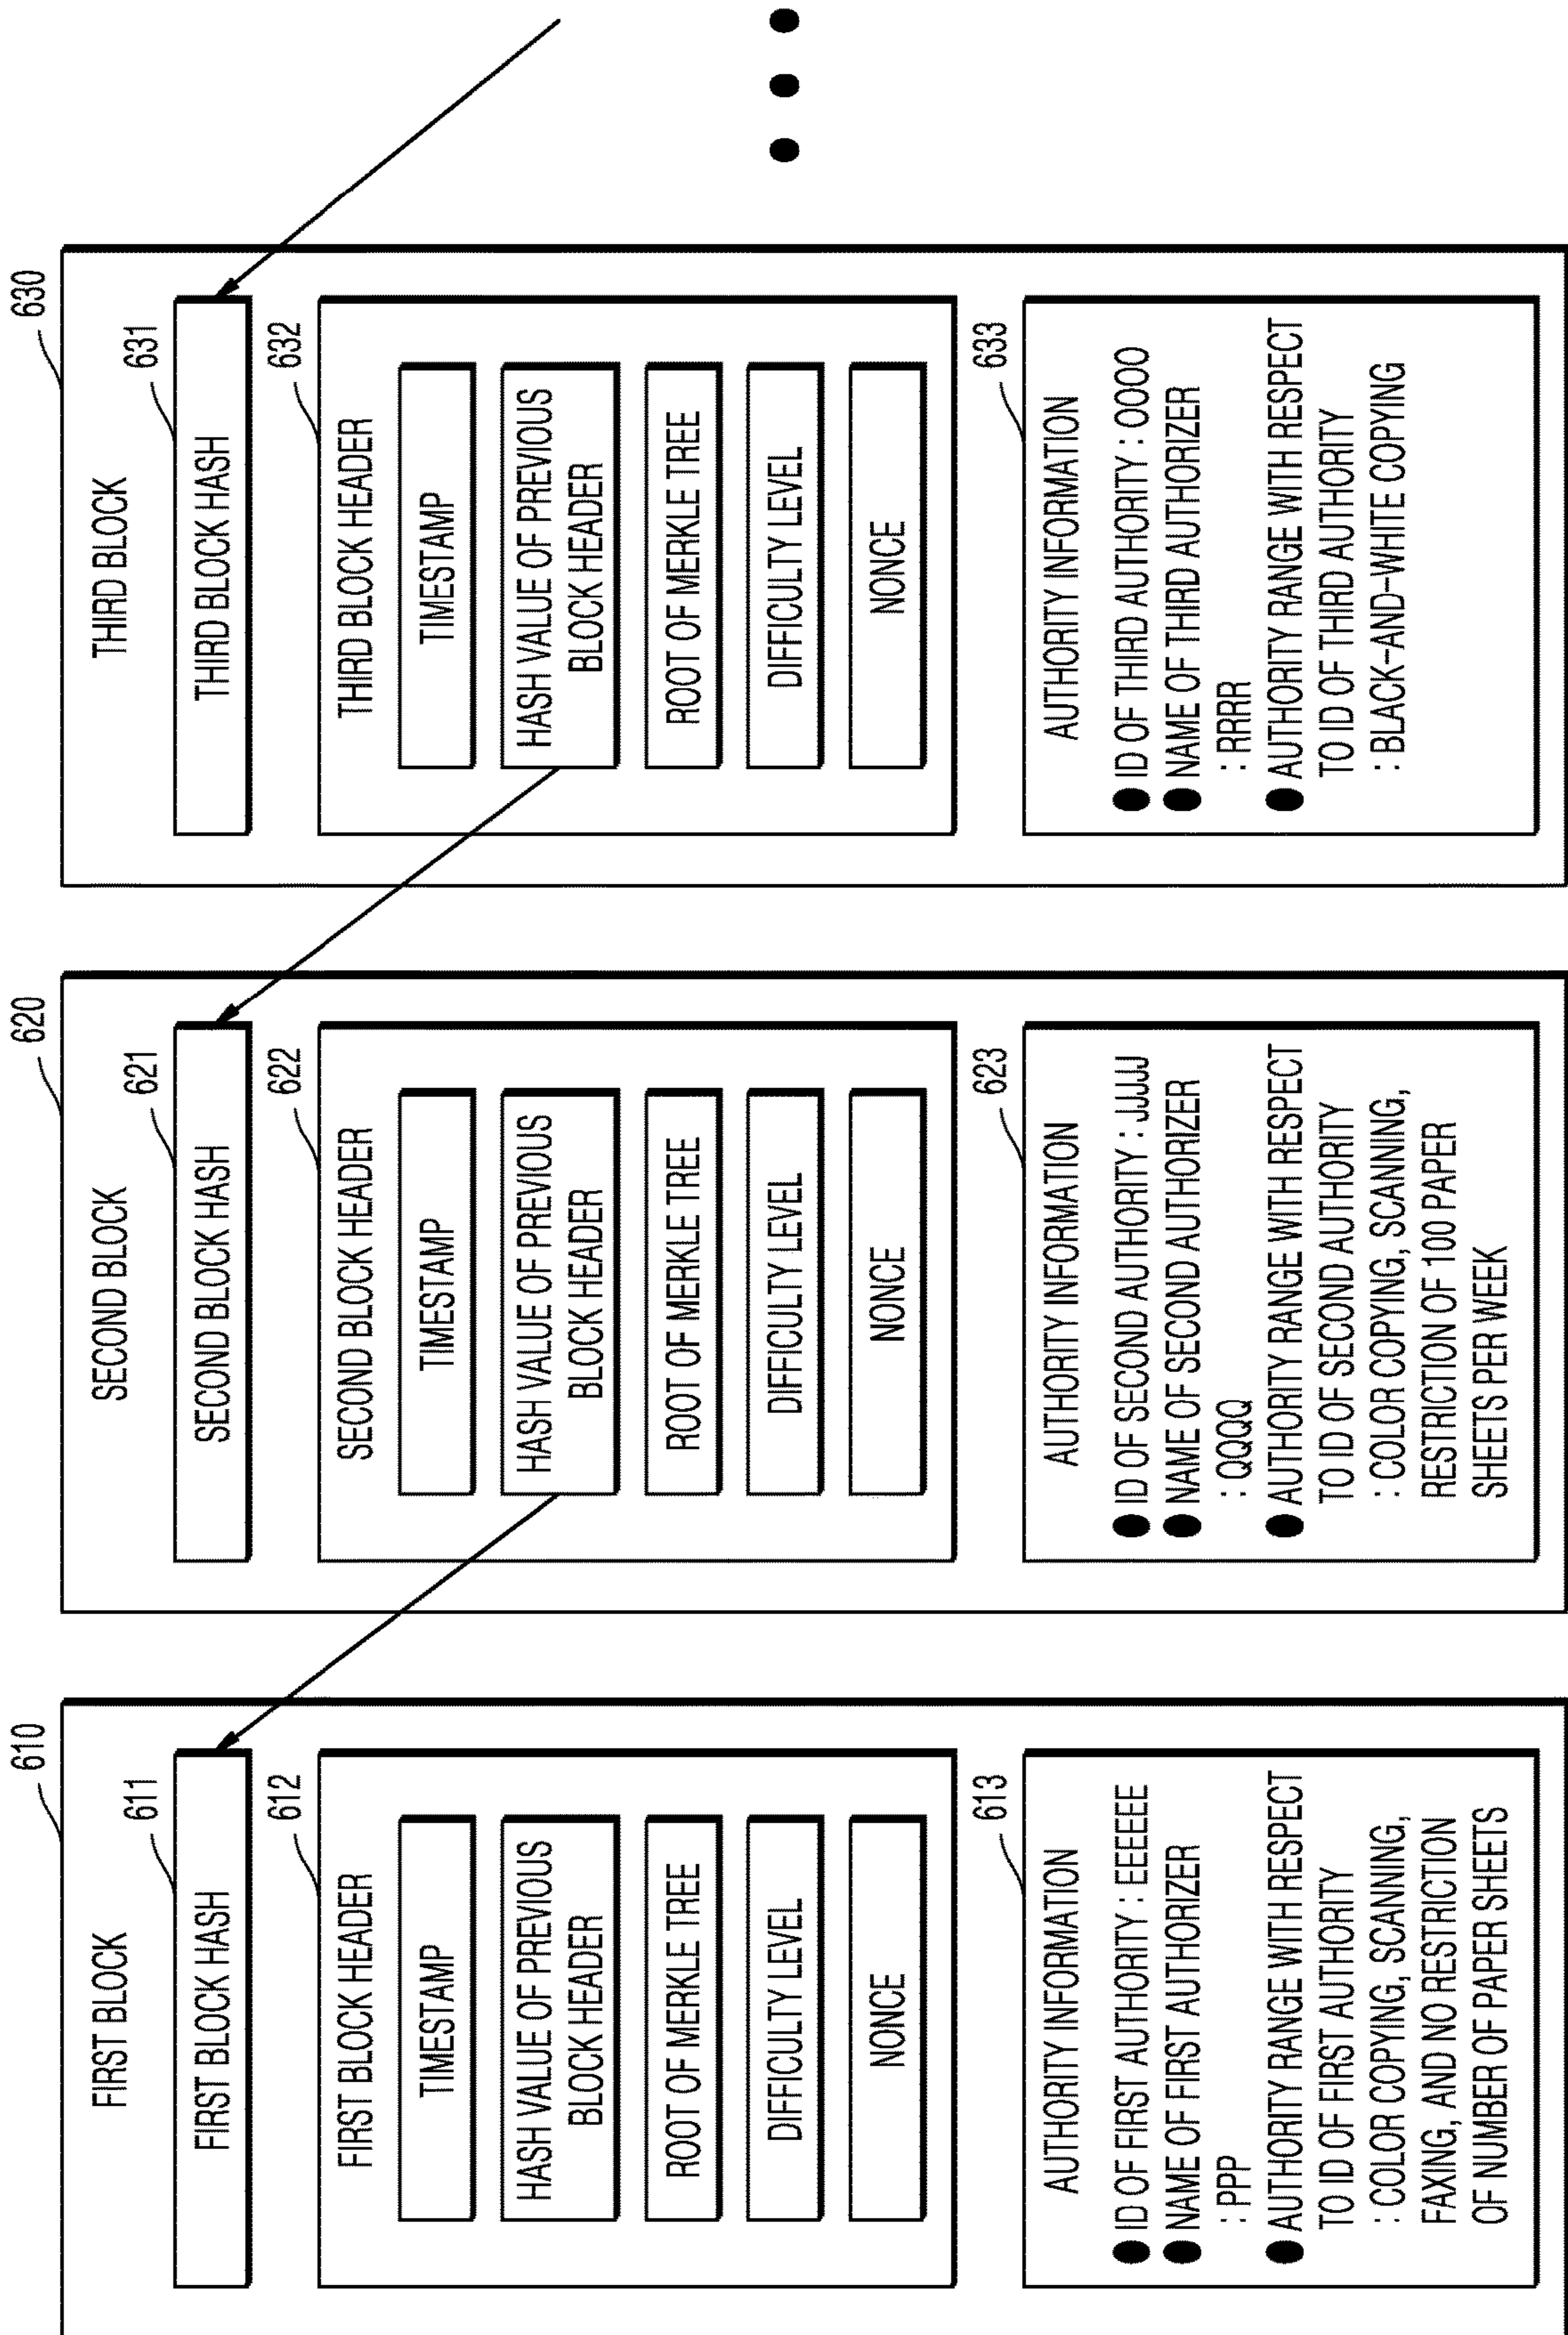 610
FIRST BLOCK
611
FIRST BLOCK HASH
612
FIRST BLOCK HEADER
TIMESTAMP
HASH VALUE OF PREVIOUS
BLOCK HEADER
ROOT OF MERKLE TREE
DIFFICULTY LEVEL
NONCE
613
AUTHORITY INFORMATION
● ID OF FIRST AUTHORITY : EEEEEE
● NAME OF FIRST AUTHORIZER
: PPP
● AUTHORITY RANGE WITH RESPECT
TO ID OF FIRST AUTHORITY
: COLOR COPYING, SCANNING,
FAXING, AND NO RESTRICTION
OF NUMBER OF PAPER SHEETS
620
SECOND BLOCK
621
SECOND BLOCK HASH
622
SECOND BLOCK HEADER
TIMESTAMP
HASH VALUE OF PREVIOUS
BLOCK HEADER
ROOT OF MERKLE TREE
DIFFICULTY LEVEL
NONCE
623
AUTHORITY INFORMATION
● ID OF SECOND AUTHORITY : JJJJJ
● NAME OF SECOND AUTHORIZER
: QQQQ
● AUTHORITY RANGE WITH RESPECT
TO ID OF SECOND AUTHORITY
: COLOR COPYING, SCANNING,
RESTRICTION OF 100 PAPER
SHEETS PER WEEK
630
THIRD BLOCK
631
THIRD BLOCK HASH
632
THIRD BLOCK HEADER
TIMESTAMP
HASH VALUE OF PREVIOUS
BLOCK HEADER
ROOT OF MERKLE TREE
DIFFICULTY LEVEL
NONCE
633
AUTHORITY INFORMATION
● ID OF THIRD AUTHORITY : OOOO
● NAME OF THIRD AUTHORIZER
: RRRR
● AUTHORITY RANGE WITH RESPECT
TO ID OF THIRD AUTHORITY
: BLACK-AND-WHITE COPYING